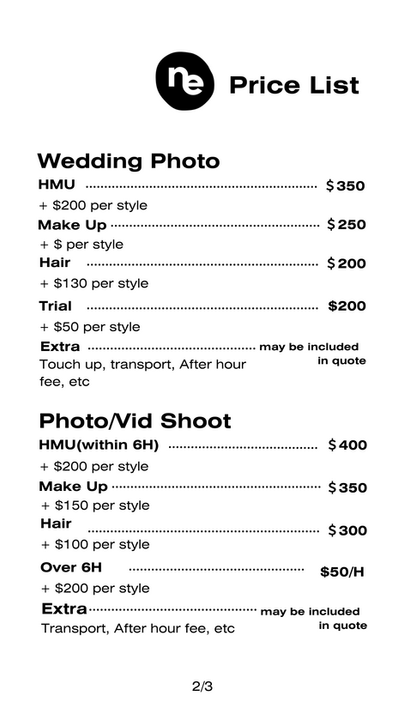 ne Price List
Wedding Photo
HMU $350
+ $200 per style
Make Up $250
+ $ per style
Hair $200
+ $130 per style
Trial $200
+ $50 per style
Extra may be included
in quote
Touch up, transport, After hour
fee, etc
Photo/Vid Shoot
HMU(within 6H) $400
+ $200 per style
Make Up $350
+ $150 per style
Hair $300
+ $100 per style
Over 6H $50/H
+ $200 per style
Extra may be included
in quote
Transport, After hour fee, etc
2/3